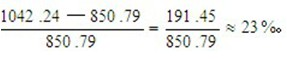 1042 .24 — 850 .79 / 850 .79 = 191 .45 / 850 .79 ≈ 23 ‰